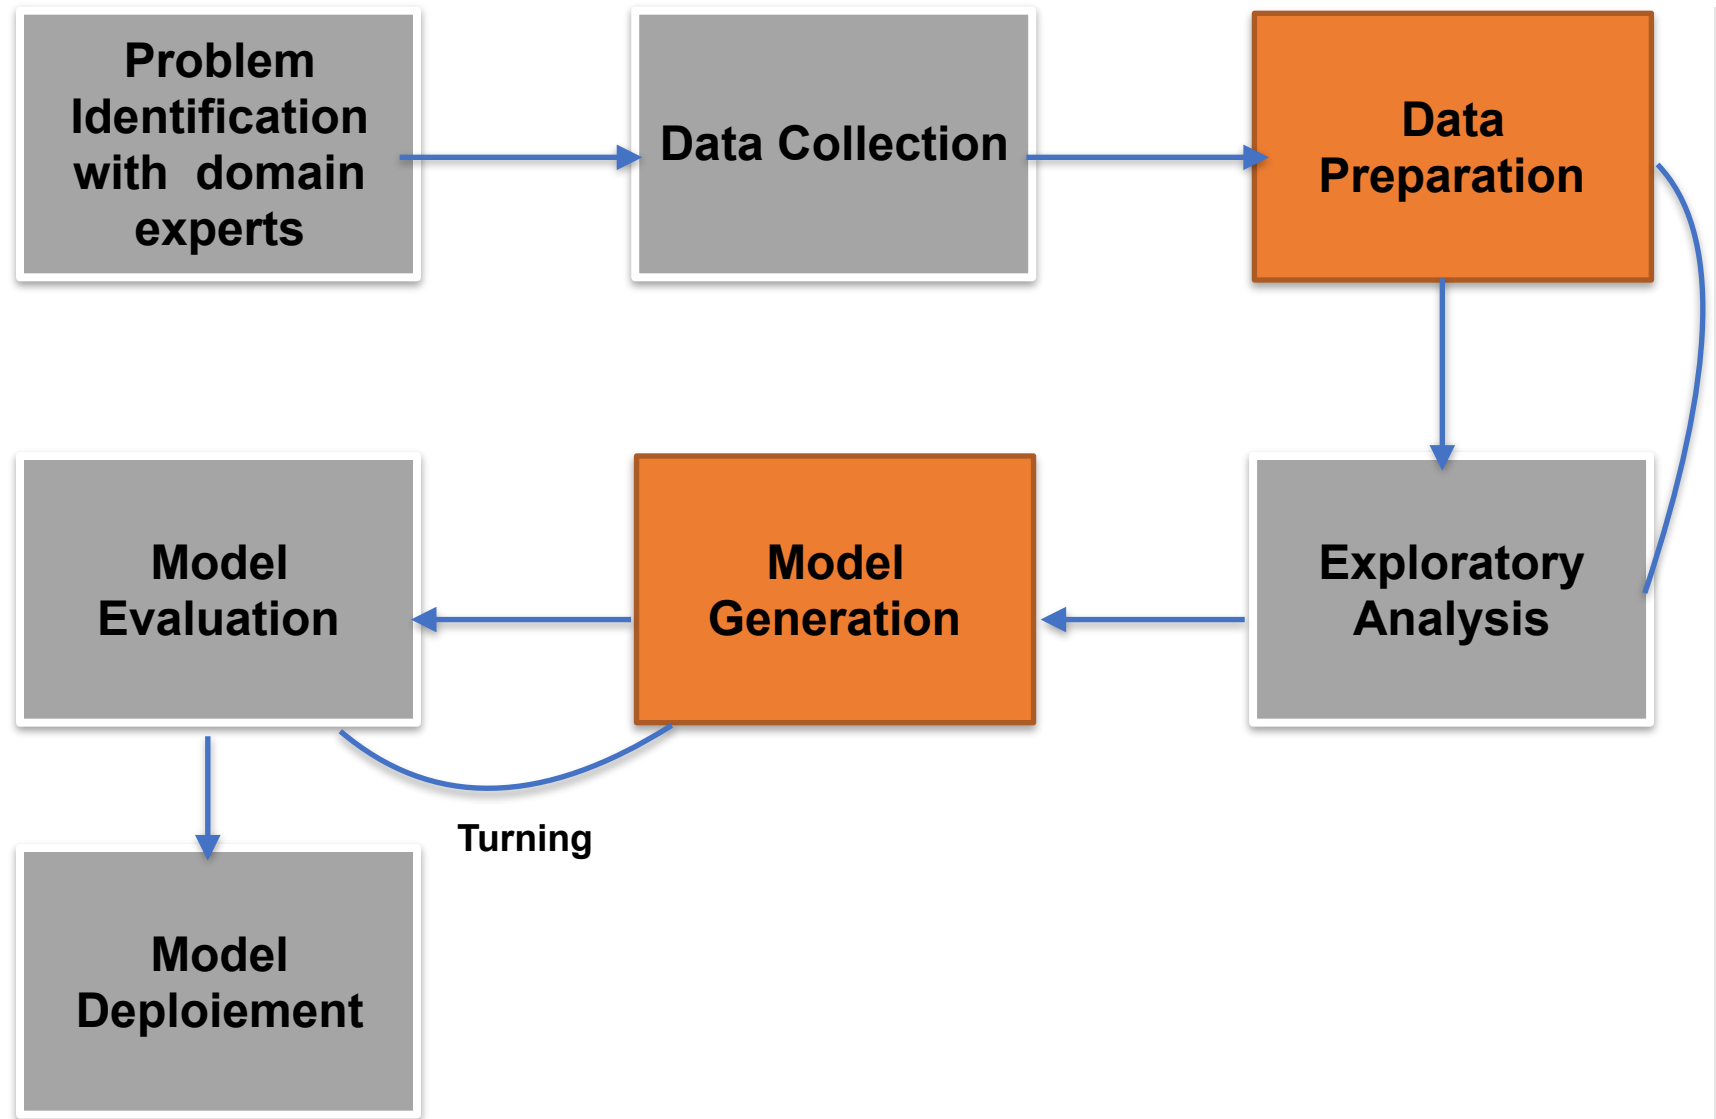 Problem
Identification
with  domain
experts
Data Collection
Data
Preparation
Model
Evaluation
Model
Generation
Exploratory
Analysis
Turning
Model
Deploiement